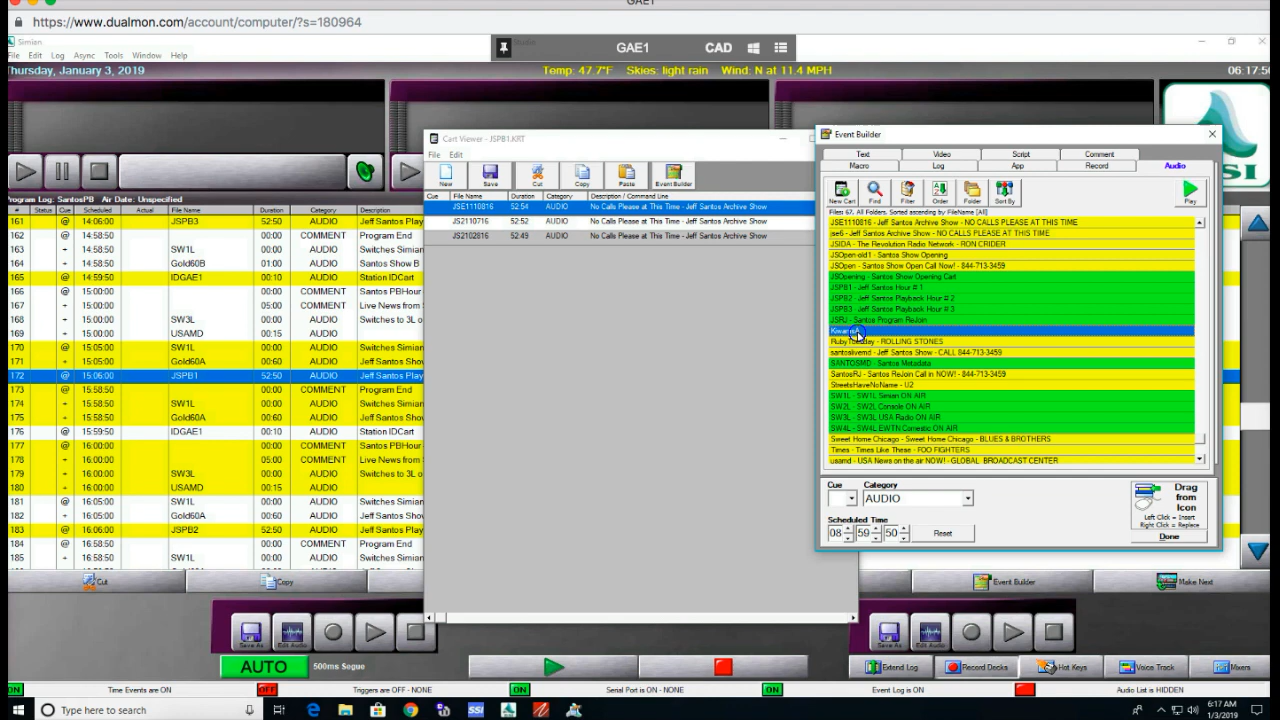 GAE1
https://www.dualmon.com/account/computer/?s=180964
Simian
GAE1 CAD
File Edit Log Async Tools Window Help
Thursday, January 3, 2019 Temp: 47.7°F Skies: light rain Wind: N at 11.4 MPH 06:17:50
Cart Viewer - JSPB1.KRT
File Edit
New Save Cut Copy Paste Event Builder
Cue File Name Duration Category Description / Command Line
JSE1110816 52:54 AUDIO No Calls Please at This Time - Jeff Santos Archive Show
JS2110716 52:52 AUDIO No Calls Please at This Time - Jeff Santos Archive Show
JS2102816 52:49 AUDIO No Calls Please at This Time - Jeff Santos Archive Show
Event Builder
Text Video Script Comment
Macro Log App Record Audio
New Cart Find Filter Order Folder Sort By Play
Files 67, All Folders. Sorted ascending by FileName [All]
JSE1110816 - Jeff Santos Archive Show - NO CALLS PLEASE AT THIS TIME
jse6 - Jeff Santos Archive Show - NO CALLS PLEASE AT THIS TIME
JSIDA - The Revolution Radio Network - RON CRIDER
JSOpen-old1 - Santos Show Opening
JSOpen - Santos Show Open Call Now! - 844-713-3459
JSOpening - Santos Show Opening Cart
JSPB1 - Jeff Santos Hour # 1
JSPB2 - Jeff Santos Playback Hour # 2
JSPB3 - Jeff Santos Playback Hour # 3
JSRJ - Santos Program ReJoin
RubyTuesday - ROLLING STONES
santoslivemd - Jeff Santos Show - CALL 844-713-3459
SANTOSMD - Santos Metadata
SantosRJ - Santos ReJoin Call in NOW! - 844-713-3459
StreetsHaveNoName - U2
SW1L - SW1L Simian ON AIR
SW2L - SW2L Console ON AIR
SW3L - SW3L USA Radio ON AIR
SW4L - SW4L EWTN Comestic ON AIR
Sweet Home Chicago - Sweet Home Chicago - BLUES & BROTHERS
Times - Times Like These - FOO FIGHTERS
usamd - USA News on the air NOW! - GLOBAL BROADCAST CENTER
Cue Category
AUDIO
Scheduled Time
08 59 50 Reset
Drag from Icon
Left Click = Insert
Right Click = Replace
Done
Program Log: SantosPB Air Date: Unspecified
# Status Cue Scheduled Actual File Name Duration Category Description
161 @ 14:06:00 JSPB3 52:50 AUDIO Jeff Santos Play
162 @ 14:58:50 COMMENT Program End
163 + 14:58:50 SW1L 00:00 AUDIO Switches Simian
164 + 14:58:50 Gold60B 01:00 AUDIO Santos Show B
165 + 14:59:50 IDGAE1 00:10 AUDIO Station IDCart
166 @ 15:00:00 00:00 COMMENT Santos PBHour
167 + 15:00:00 00:00 COMMENT Live News from
168 + 15:00:00 SW3L 00:00 AUDIO Switches to 3L o
169 + 15:00:00 USAMD 00:15 AUDIO
170 @ 15:05:00 SW1L 00:00 AUDIO Switches Simian
171 + 15:05:00 Gold60A 01:00 AUDIO Jeff Santos Show
172 @ 15:06:00 JSPB1 52:50 AUDIO Jeff Santos Play
173 @ 15:58:50 00:00 COMMENT Program End
174 + 15:58:50 SW1L 00:00 AUDIO Switches Simian
175 + 15:58:50 Gold60A 01:00 AUDIO Jeff Santos Show
176 @ 15:59:50 IDGAE1 00:10 AUDIO Station IDCart
177 @ 16:00:00 00:00 COMMENT Santos PBHour
178 + 16:00:00 00:00 COMMENT Live News from
179 + 16:00:00 SW3L 00:00 AUDIO Switches to 3L o
180 + 16:00:00 USAMD 00:15 AUDIO
181 @ 16:05:00 SW1L 00:00 AUDIO Switches Simian
182 + 16:05:00 Gold60A 01:00 AUDIO Jeff Santos Show
183 @ 16:06:00 JSPB2 52:50 AUDIO Jeff Santos Play
184 @ 16:58:50 00:00 COMMENT Program End
185 + 16:58:50 SW1L 00:00 AUDIO Switches Simian
Cut Copy Event Builder Make Next
Save As Edit Audio Save As Edit Audio
AUTO 500ms Segue Extend Log Record Decks Hot Keys Voice Track Mixers
ON Time Events are ON OFF Triggers are OFF - NONE ON Serial Port is ON - NONE ON Event Log is ON Audio List is HIDDEN
Type here to search SSI 6:17 AM
1/3/2019